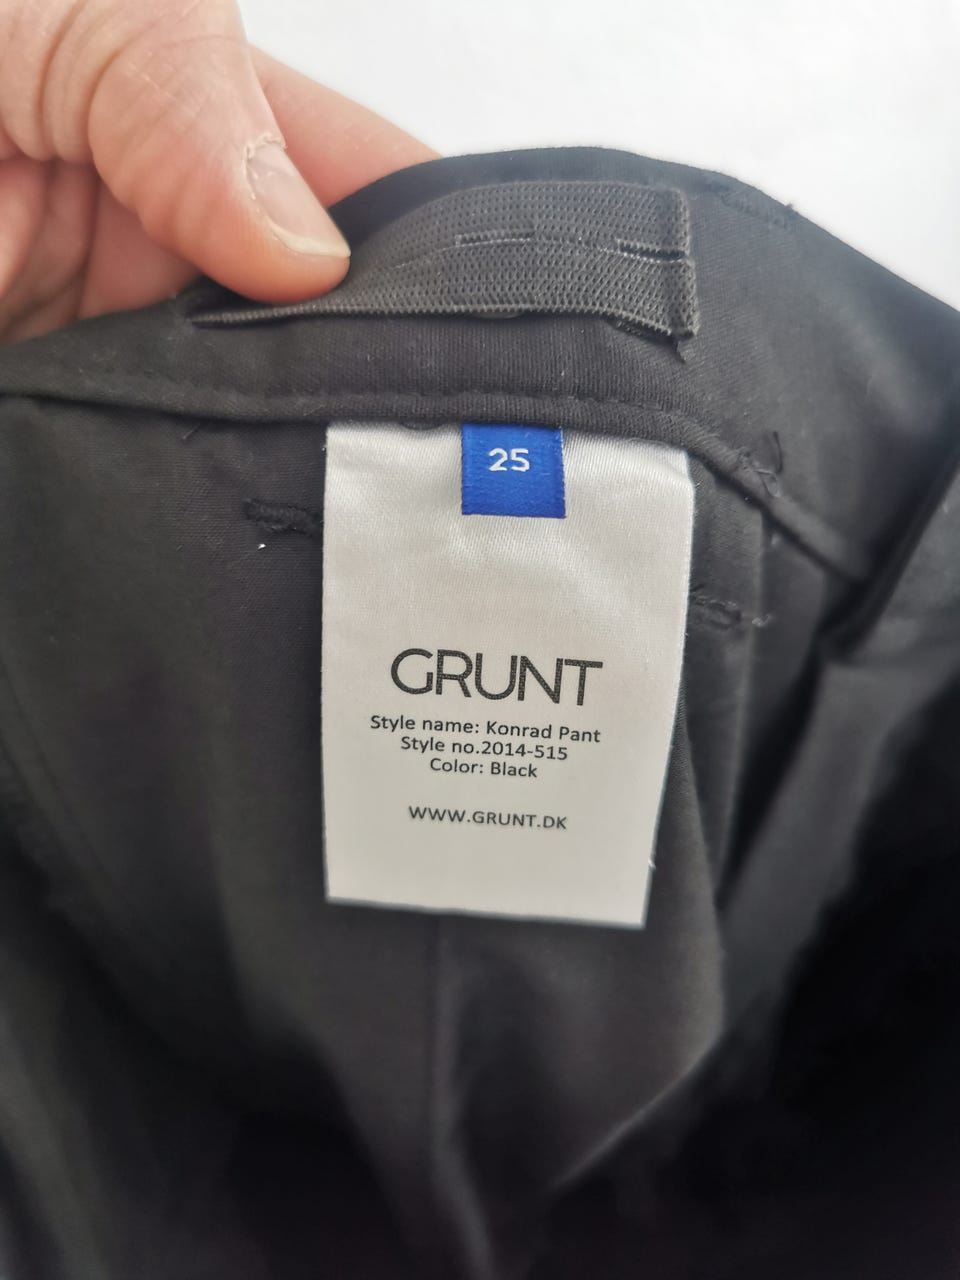 25
GRUNT
Style name: Konrad Pant
Style no.2014-515
Color: Black
WWW.GRUNT.DK